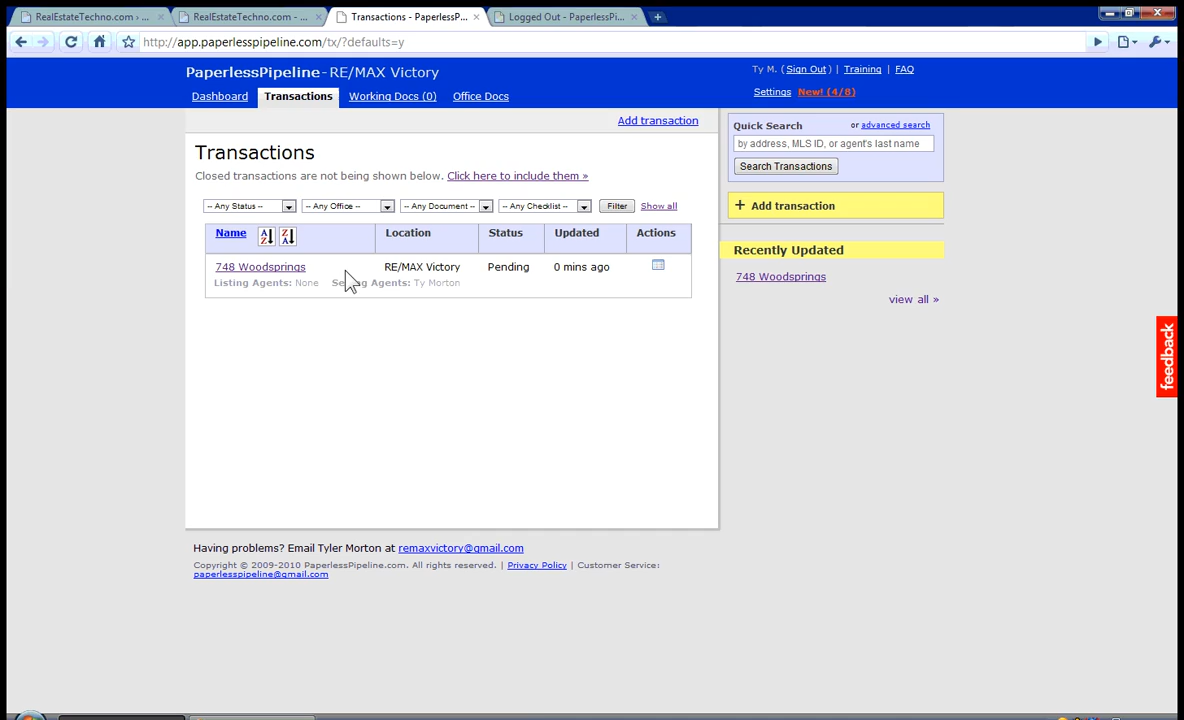 RealEstateTechno.com › ...
RealEstateTechno.com - ...
Transactions - PaperlessP...
Logged Out - PaperlessPi...
http://app.paperlesspipeline.com/tx/?defaults=y
PaperlessPipeline - RE/MAX Victory
Ty M. ( Sign Out ) | Training | FAQ
Dashboard Transactions Working Docs (0) Office Docs
Settings New! (4/8)
Add transaction
Transactions
Closed transactions are not being shown below. Click here to include them »
-- Any Status -- -- Any Office -- -- Any Document -- -- Any Checklist -- Filter Show all
Name A Z Z A Location Status Updated Actions
748 Woodsprings RE/MAX Victory Pending 0 mins ago
Listing Agents: None Agents: Ty Morton
Quick Search or advanced search
by address, MLS ID, or agent's last name
Search Transactions
+ Add transaction
Recently Updated
748 Woodsprings
view all »
feedback
Having problems? Email Tyler Morton at remaxvictory@gmail.com
Copyright © 2009-2010 PaperlessPipeline.com. All rights reserved. | Privacy Policy | Customer Service:
paperlesspipeline@gmail.com